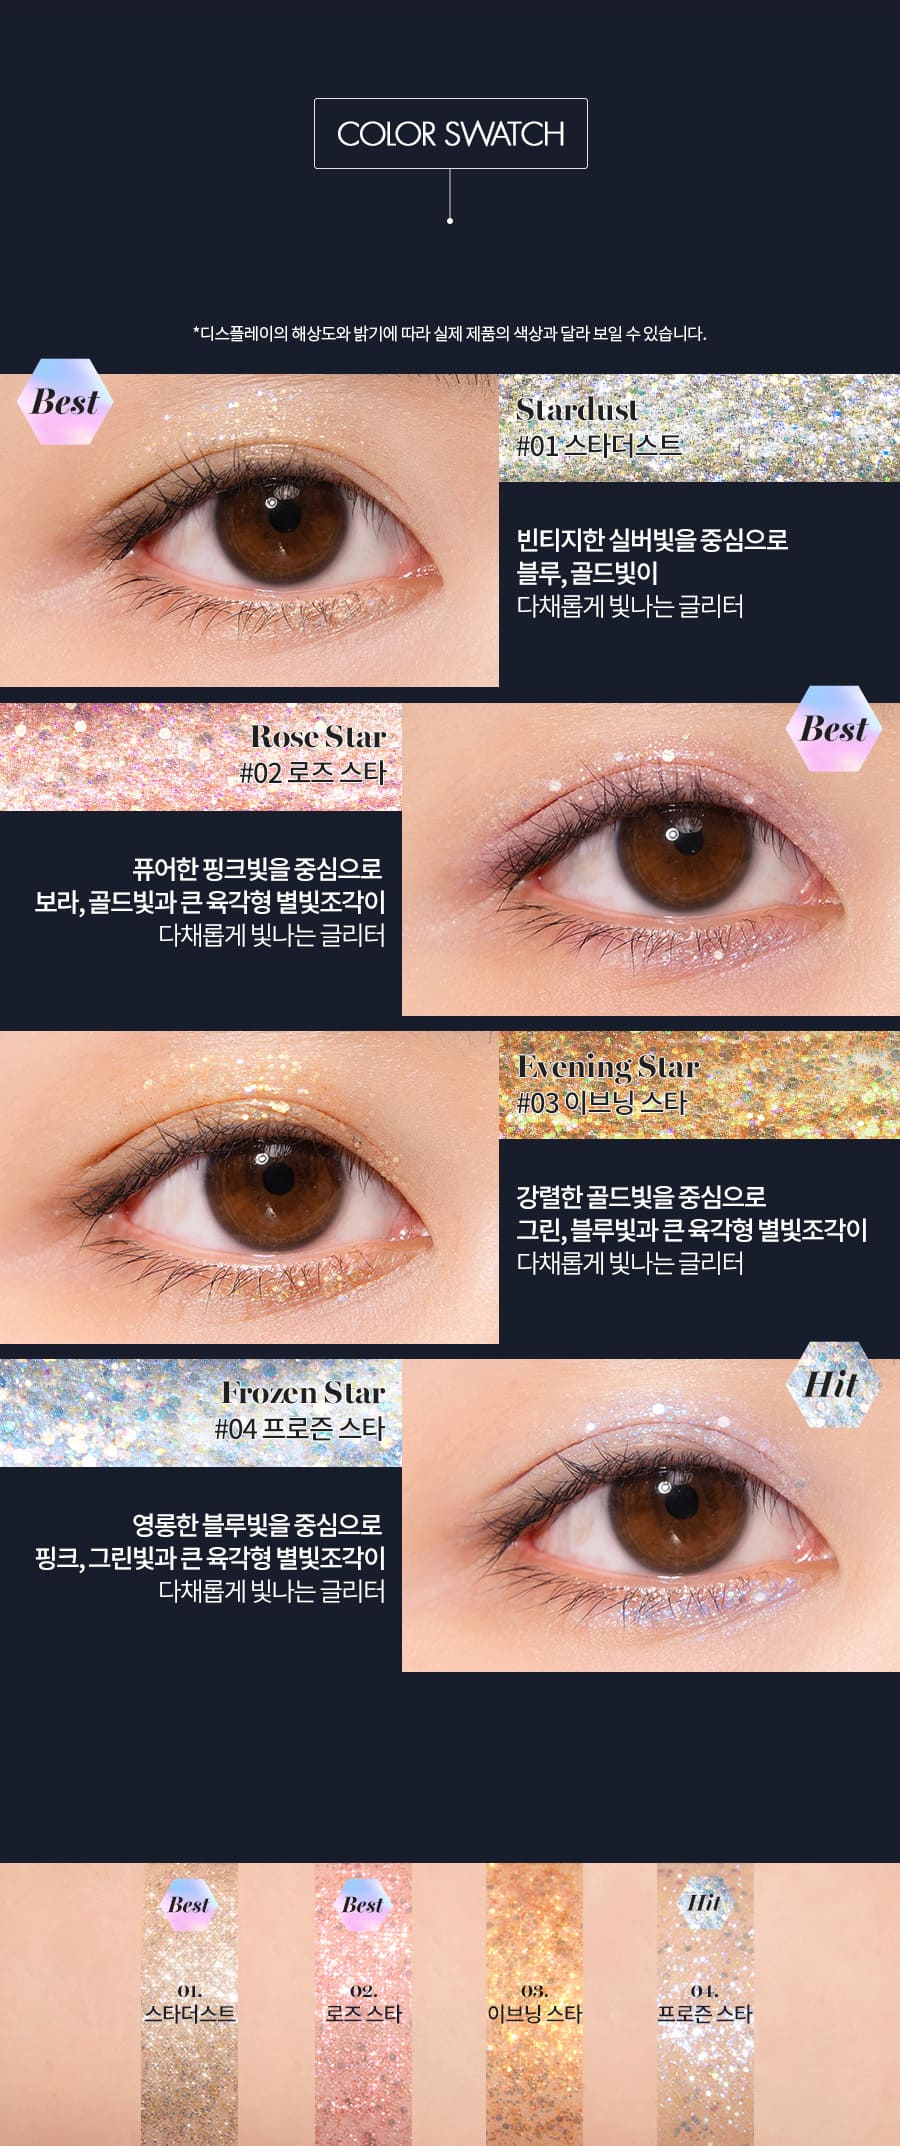 COLOR SWATCH
*디스플레이의 해상도와 밝기에 따라 실제 제품의 색상과 달라 보일 수 있습니다.
Best
Stardust
#01 스타더스트
빈티지한 실버빛을 중심으로
블루, 골드빛이
다채롭게 빛나는 글리터
Best
Rose Star
#02 로즈 스타
퓨어한 핑크빛을 중심으로
보라, 골드빛과 큰 육각형 별빛조각이
다채롭게 빛나는 글리터
Evening Star
#03 이브닝 스타
강렬한 골드빛을 중심으로
그린, 블루빛과 큰 육각형 별빛조각이
다채롭게 빛나는 글리터
Hit
Frozen Star
#04 프로즌 스타
영롱한 블루빛을 중심으로
핑크, 그린빛과 큰 육각형 별빛조각이
다채롭게 빛나는 글리터
Best
01.
스타더스트
Best
02.
로즈 스타
03.
이브닝 스타
Hit
04.
프로즌 스타